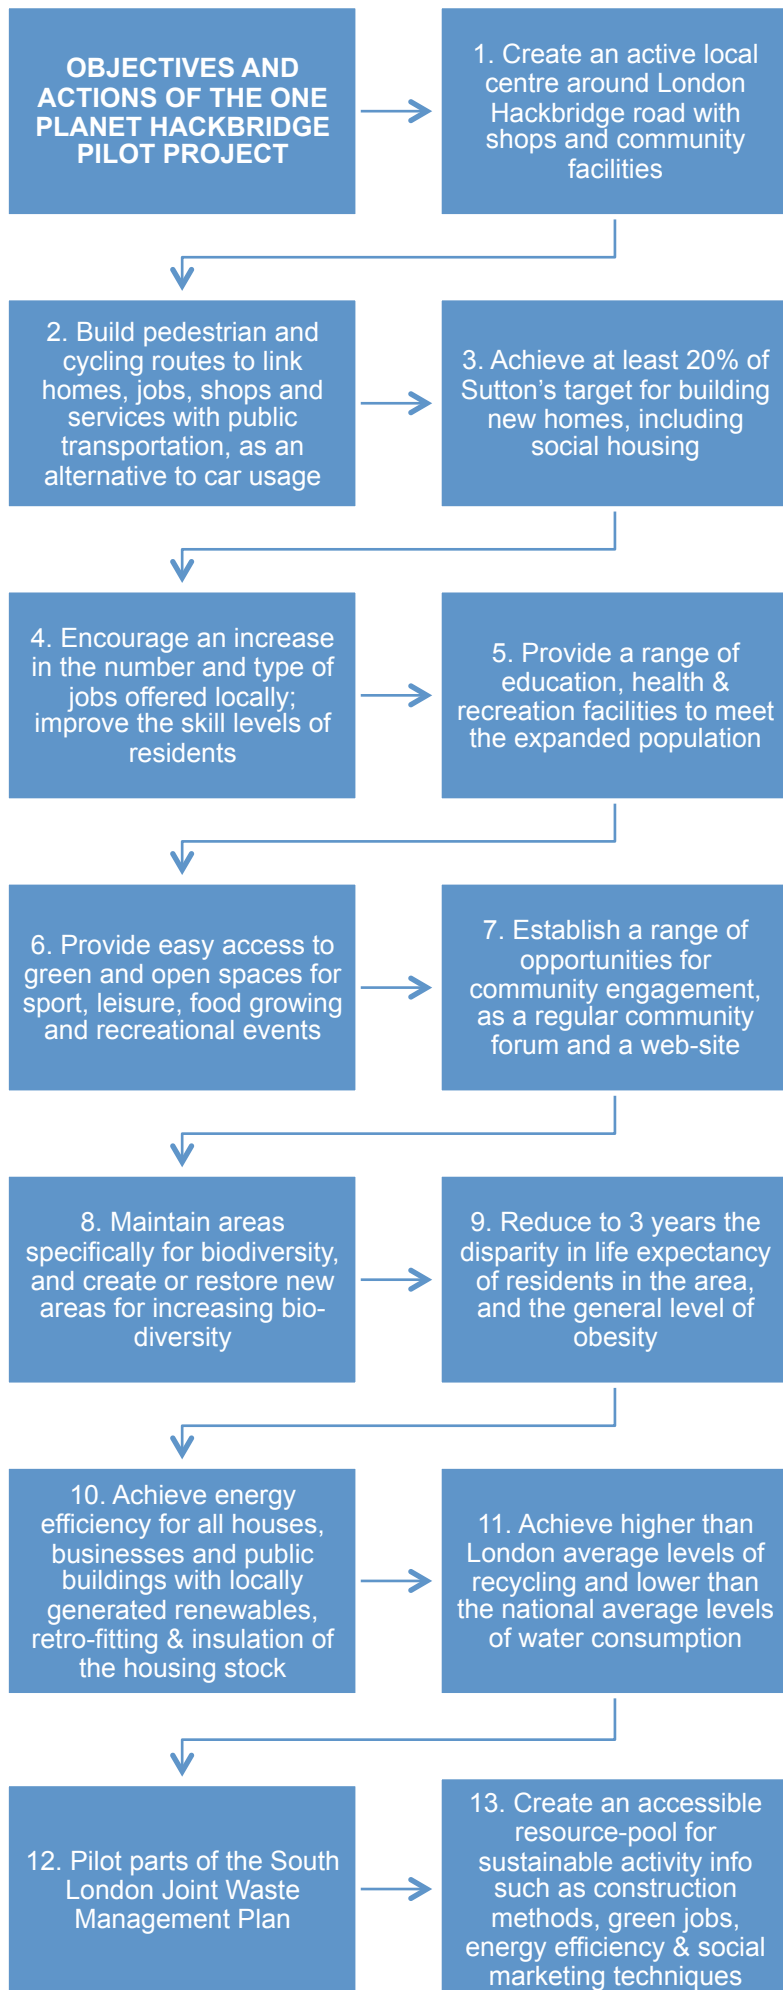 OBJECTIVES AND
ACTIONS OF THE ONE
PLANET HACKBRIDGE
PILOT PROJECT
1. Create an active local
centre around London
Hackbridge road with
shops and community
facilities
2. Build pedestrian and
cycling routes to link
homes, jobs, shops and
services with public
transportation, as an
alternative to car usage
3. Achieve at least 20% of
Sutton’s target for building
new homes, including
social housing
4. Encourage an increase
in the number and type of
jobs offered locally;
improve the skill levels of
residents
5. Provide a range of
education, health &
recreation facilities to meet
the expanded population
6. Provide easy access to
green and open spaces for
sport, leisure, food growing
and recreational events
7. Establish a range of
opportunities for
community engagement,
as a regular community
forum and a web-site
8. Maintain areas
specifically for biodiversity,
and create or restore new
areas for increasing bio-
diversity
9. Reduce to 3 years the
disparity in life expectancy
of residents in the area,
and the general level of
obesity
10. Achieve energy
efficiency for all houses,
businesses and public
buildings with locally
generated renewables,
retro-fitting & insulation of
the housing stock
11. Achieve higher than
London average levels of
recycling and lower than
the national average levels
of water consumption
12. Pilot parts of the South
London Joint Waste
Management Plan
13. Create an accessible
resource-pool for
sustainable activity info
such as construction
methods, green jobs,
energy efficiency & social
marketing techniques